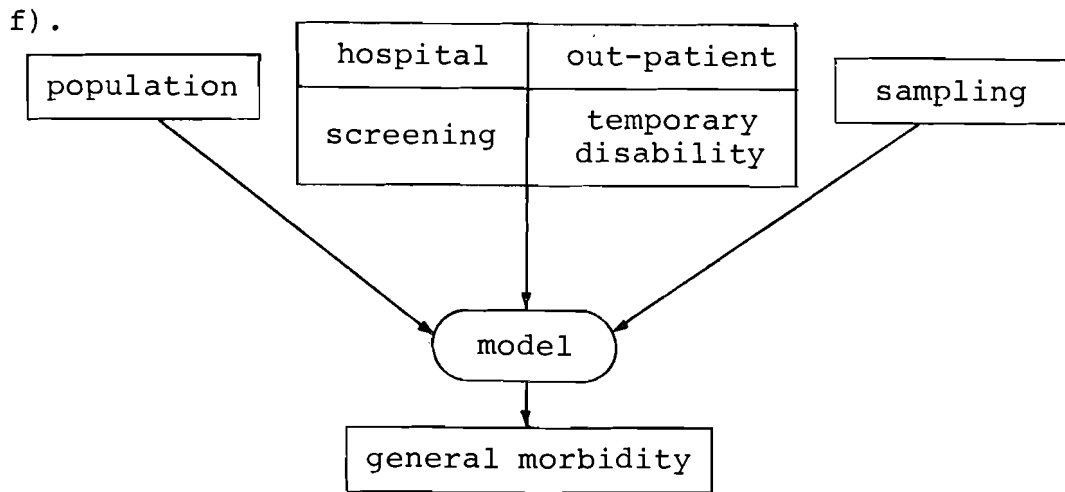 f).
population
hospital
out-patient
screening
temporary
disability
sampling
model
general morbidity